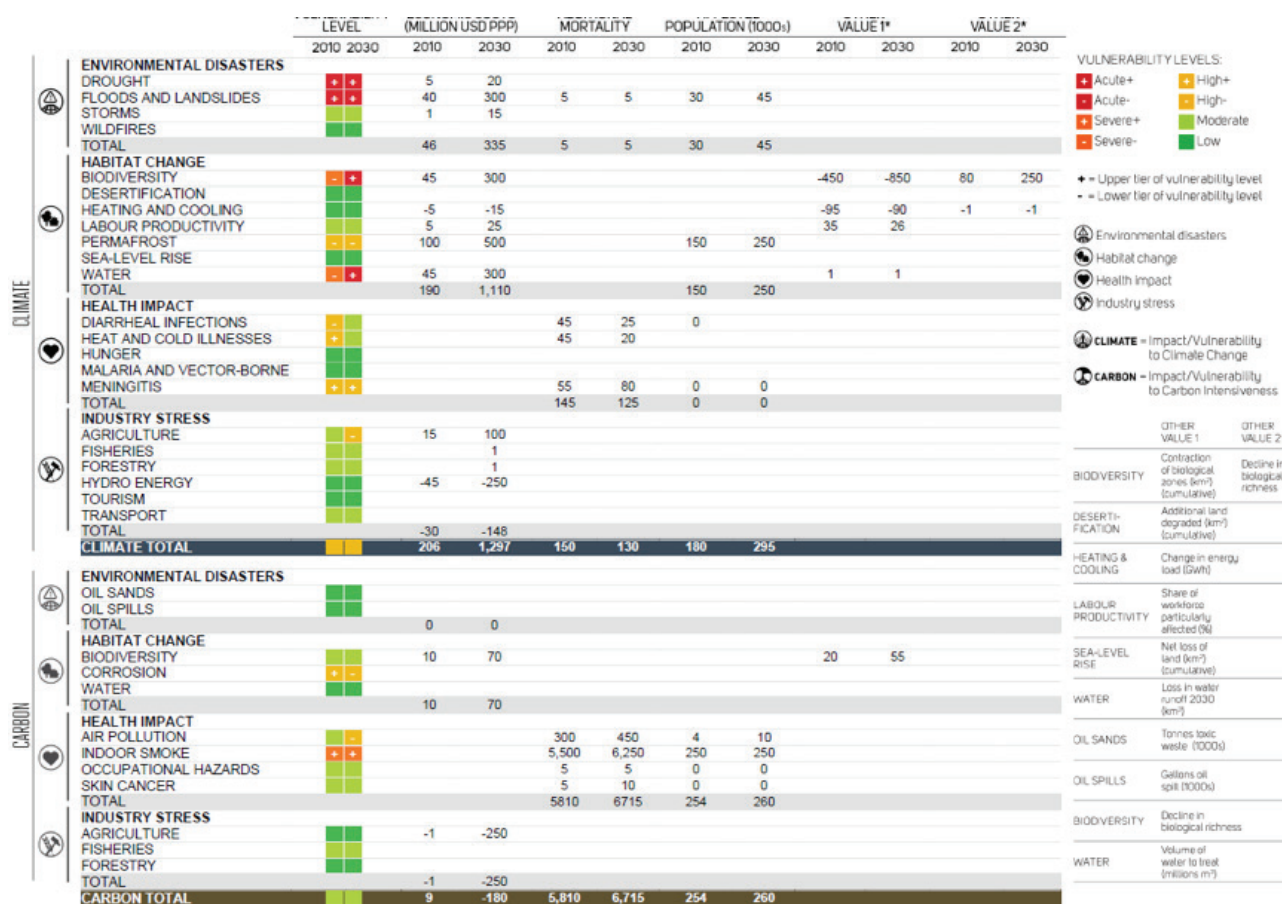 LEVEL (MILLION USD PPP) MORTALITY POPULATION (1000s) VALUE 1* VALUE 2*
2010 2030 2010 2030 2010 2030 2010 2030 2010 2030 2010 2030
CLIMATE
ENVIRONMENTAL DISASTERS
DROUGHT + + 5 20
FLOODS AND LANDSLIDES + + 40 300 5 5 30 45
STORMS 1 15
WILDFIRES
TOTAL 46 335 5 5 30 45
HABITAT CHANGE
BIODIVERSITY - + 45 300 -450 -850 80 250
DESERTIFICATION
HEATING AND COOLING -5 -15 -95 -90 -1 -1
LABOUR PRODUCTIVITY 5 25 35 26
PERMAFROST - - 100 500 150 250
SEA-LEVEL RISE
WATER - + 45 300 1 1
TOTAL 190 1,110 150 250
HEALTH IMPACT
DIARRHEAL INFECTIONS - 45 25 0
HEAT AND COLD ILLNESSES + 45 20
HUNGER
MALARIA AND VECTOR-BORNE
MENINGITIS + + 55 80 0 0
TOTAL 145 125 0 0
INDUSTRY STRESS
AGRICULTURE - 15 100
FISHERIES 1
FORESTRY 1
HYDRO ENERGY -45 -250
TOURISM
TRANSPORT
TOTAL -30 -148
CLIMATE TOTAL 206 1,297 150 130 180 295
CARBON
ENVIRONMENTAL DISASTERS
OIL SANDS
OIL SPILLS
TOTAL 0 0
HABITAT CHANGE
BIODIVERSITY 10 70 20 55
CORROSION + -
WATER
TOTAL 10 70
HEALTH IMPACT
AIR POLLUTION - 300 450 4 10
INDOOR SMOKE + + 5,500 6,250 250 250
OCCUPATIONAL HAZARDS 5 5 0 0
SKIN CANCER 5 10 0 0
TOTAL 5810 6715 254 260
INDUSTRY STRESS
AGRICULTURE -1 -250
FISHERIES
FORESTRY
TOTAL -1 -250
CARBON TOTAL 9 -180 5,810 6,715 254 260
VULNERABILITY LEVELS:
+ Acute+ + High+
- Acute- - High-
+ Severe+ Moderate
- Severe- Low
+ = Upper tier of vulnerability level
- = Lower tier of vulnerability level
Environmental disasters
Habitat change
Health impact
Industry stress
CLIMATE = Impact/Vulnerability
to Climate Change
CARBON = Impact/Vulnerability
to Carbon Intensiveness
OTHER OTHER
VALUE 1 VALUE 2
BIODIVERSITY Contraction
of biological Decline in
zones (km²) biological
(cumulative) richness
DESERTI-
FICATION Additional land
degraded (km²)
(cumulative)
HEATING &
COOLING Change in energy
load (GWh)
LABOUR
PRODUCTIVITY Share of
workforce
particularly
affected (%)
SEA-LEVEL
RISE Net loss of
land (km²)
(cumulative)
WATER Loss in water
runoff 2030
(km³)
OIL SANDS Tonnes toxic
waste (1000s)
OIL SPILLS Gallons oil
spill (1000s)
BIODIVERSITY Decline in
biological richness
WATER Volume of
water to treat
(millions m³)